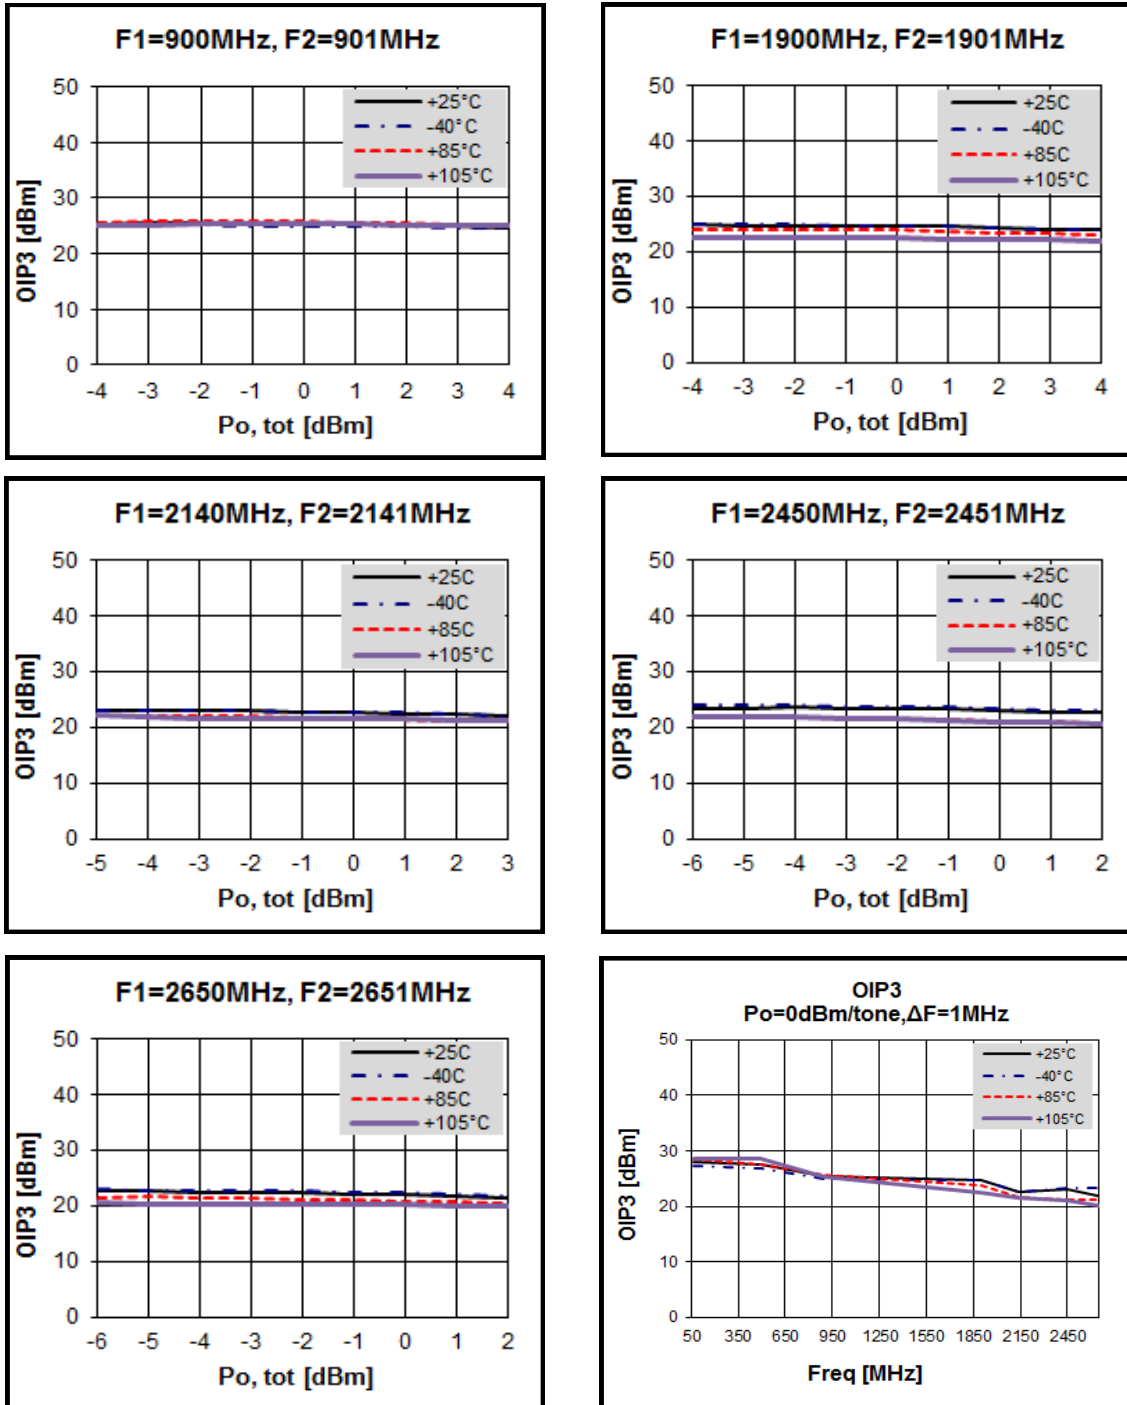 F1=900MHz, F2=901MHz
50
40
30
20
10
0
OIP3 [dBm]
+25°C
-40°C
+85°C
+105°C
-4 -3 -2 -1 0 1 2 3 4
Po, tot [dBm]
F1=1900MHz, F2=1901MHz
50
40
30
20
10
0
OIP3 [dBm]
+25C
-40C
+85C
+105°C
-4 -3 -2 -1 0 1 2 3 4
Po, tot [dBm]
F1=2140MHz, F2=2141MHz
50
40
30
20
10
0
OIP3 [dBm]
+25C
-40C
+85C
+105°C
-5 -4 -3 -2 -1 0 1 2 3
Po, tot [dBm]
F1=2450MHz, F2=2451MHz
50
40
30
20
10
0
OIP3 [dBm]
+25C
-40C
+85C
+105°C
-6 -5 -4 -3 -2 -1 0 1 2
Po, tot [dBm]
F1=2650MHz, F2=2651MHz
50
40
30
20
10
0
OIP3 [dBm]
+25C
-40C
+85C
+105°C
-6 -5 -4 -3 -2 -1 0 1 2
Po, tot [dBm]
OIP3
Po=0dBm/tone,ΔF=1MHz
50
40
30
20
10
0
OIP3 [dBm]
+25°C
-40°C
+85°C
+105°C
50 350 650 950 1250 1550 1850 2150 2450
Freq [MHz]